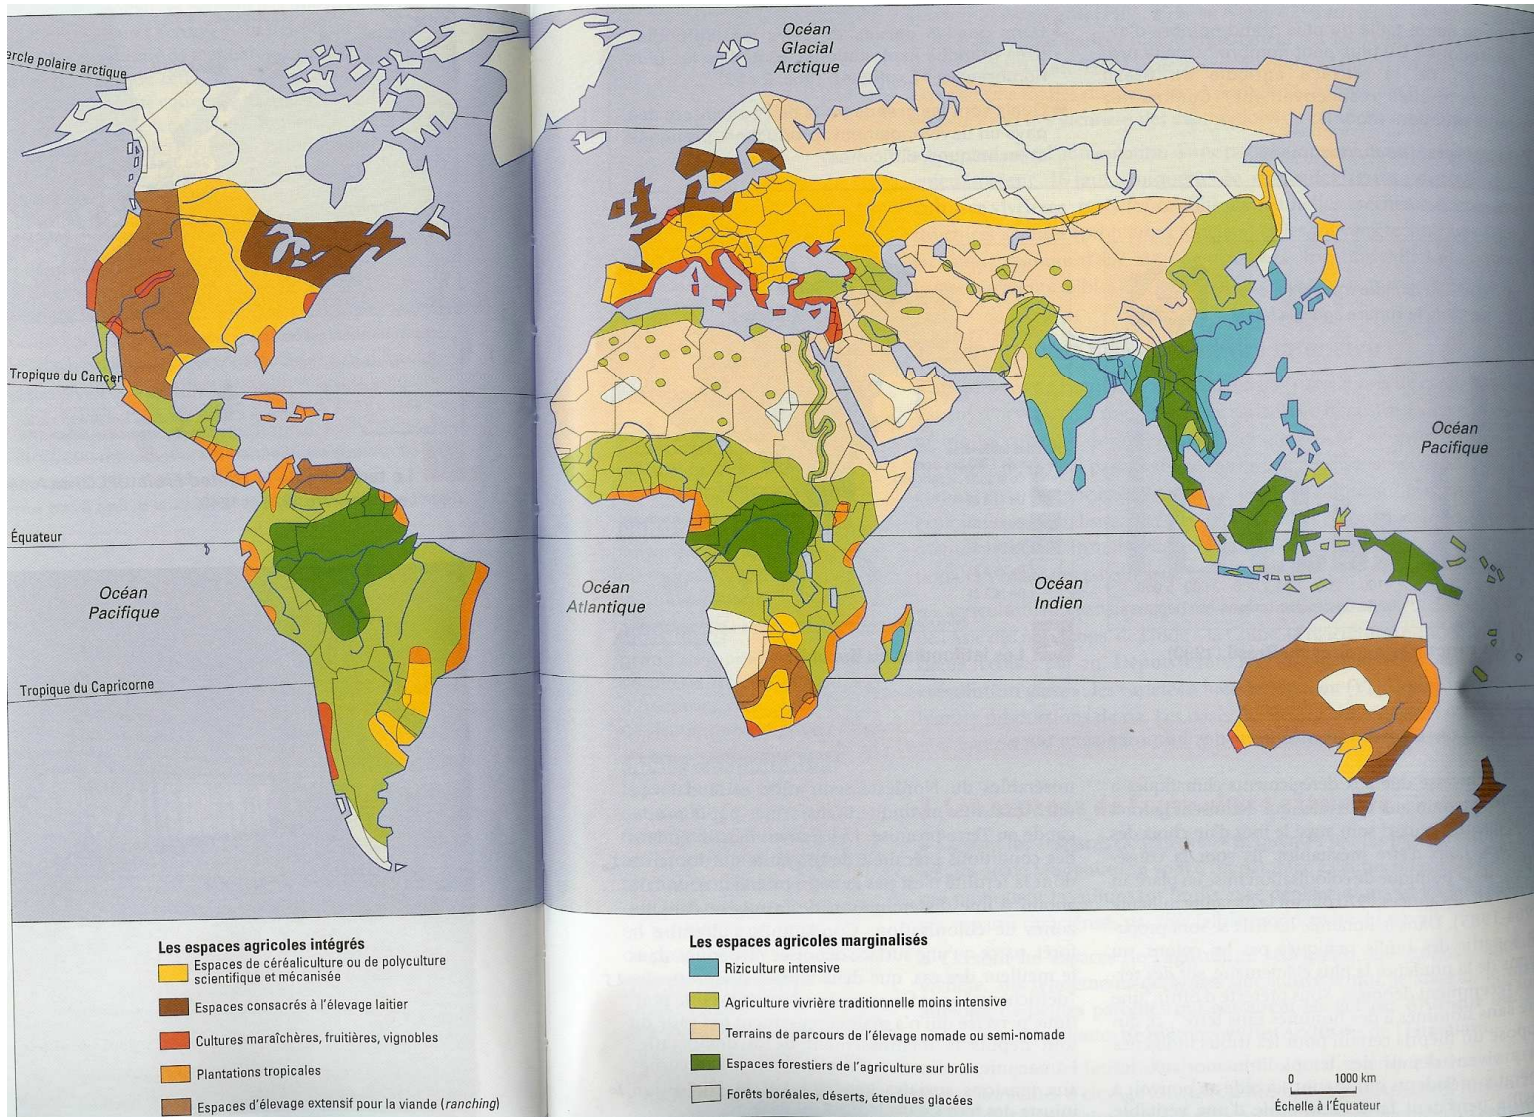 Océan
Glacial
Arctique
ercle polaire arctique
Tropique du Cancer
Océan
Pacifique
Équateur
Océan
Pacifique
Océan
Atlantique
Océan
Indien
Tropique du Capricorne
Les espaces agricoles intégrés
Espaces de céréaliculture ou de polyculture
scientifique et mécanisée
Espaces consacrés à l'élevage laitier
Cultures maraîchères, fruitières, vignobles
Plantations tropicales
Espaces d'élevage extensif pour la viande (ranching)
Les espaces agricoles marginalisés
Riziculture intensive
Agriculture vivrière traditionnelle moins intensive
Terrains de parcours de l'élevage nomade ou semi-nomade
Espaces forestiers de l'agriculture sur brûlis
Forêts boréales, déserts, étendues glacées
0 1000 km
Échelle à l'Équateur